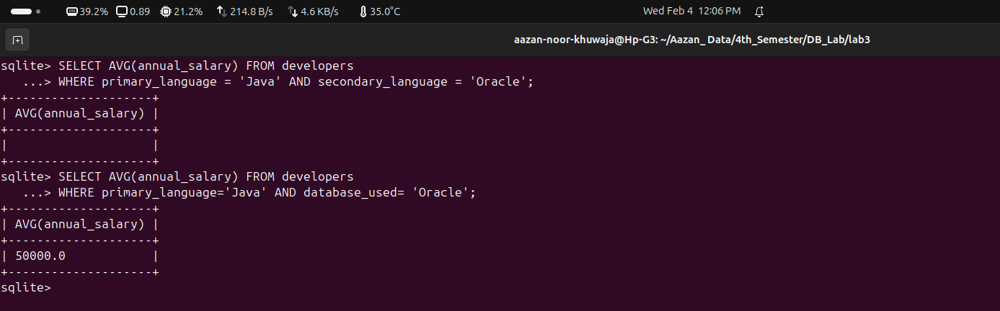 39.2% 0.89 21.2% 214.8 B/s 4.6 KB/s 35.0°C Wed Feb 4 12:06 PM
aazan-noor-khuwaja@Hp-G3: ~/Aazan_ Data/4th_Semester/DB_Lab/lab3
sqlite> SELECT AVG(annual_salary) FROM developers
   ...> WHERE primary_language = 'Java' AND secondary_language = 'Oracle';
+--------------------+
| AVG(annual_salary) |
+--------------------+
|                    |
+--------------------+
sqlite> SELECT AVG(annual_salary) FROM developers
   ...> WHERE primary_language='Java' AND database_used= 'Oracle';
+--------------------+
| AVG(annual_salary) |
+--------------------+
| 50000.0            |
+--------------------+
sqlite>